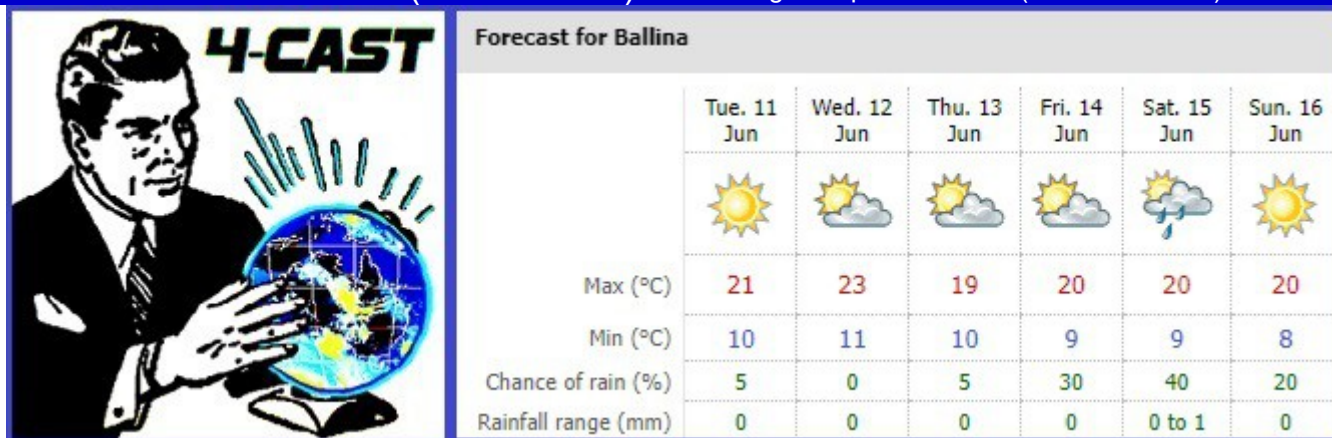 4-CAST
Forecast for Ballina
Tue. 11 Jun Wed. 12 Jun Thu. 13 Jun Fri. 14 Jun Sat. 15 Jun Sun. 16 Jun
Max (°C) 21 23 19 20 20 20
Min (°C) 10 11 10 9 9 8
Chance of rain (%) 5 0 5 30 40 20
Rainfall range (mm) 0 0 0 0 0 to 1 0